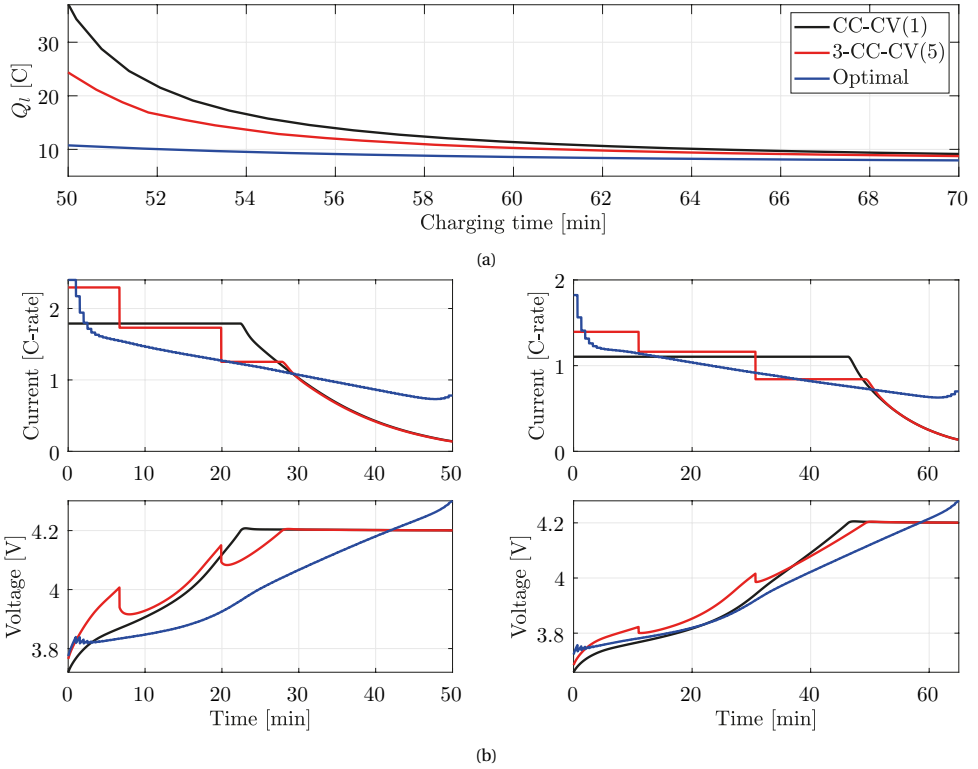 30
20
10
Q_l [C]
CC-CV(1)
3-CC-CV(5)
Optimal
50 52 54 56 58 60 62 64 66 68 70
Charging time [min]
(a)
2
1
0
Current [C-rate]
0 10 20 30 40 50
2
1
0
Current [C-rate]
0 20 40 60
4.2
4
3.8
Voltage [V]
0 10 20 30 40 50
Time [min]
4.2
4
3.8
Voltage [V]
0 20 40 60
Time [min]
(b)